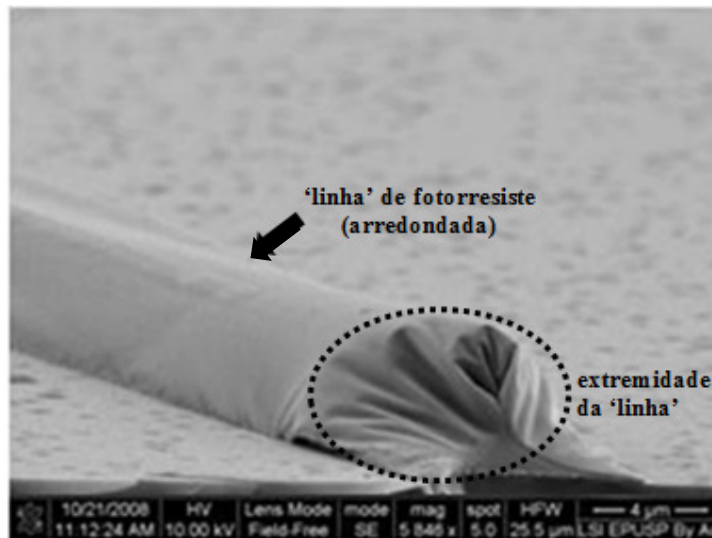 ‘linha’ de fotorresiste
(arredondada)
extremidade
da ‘linha’
10/21/2008 HV Lens Mode mode mag spot HFW 4 µm
11:12:24 AM 10.00 kV Field-Free SE 5 846 x 5.0 25.5 µm LSI EPUSP By